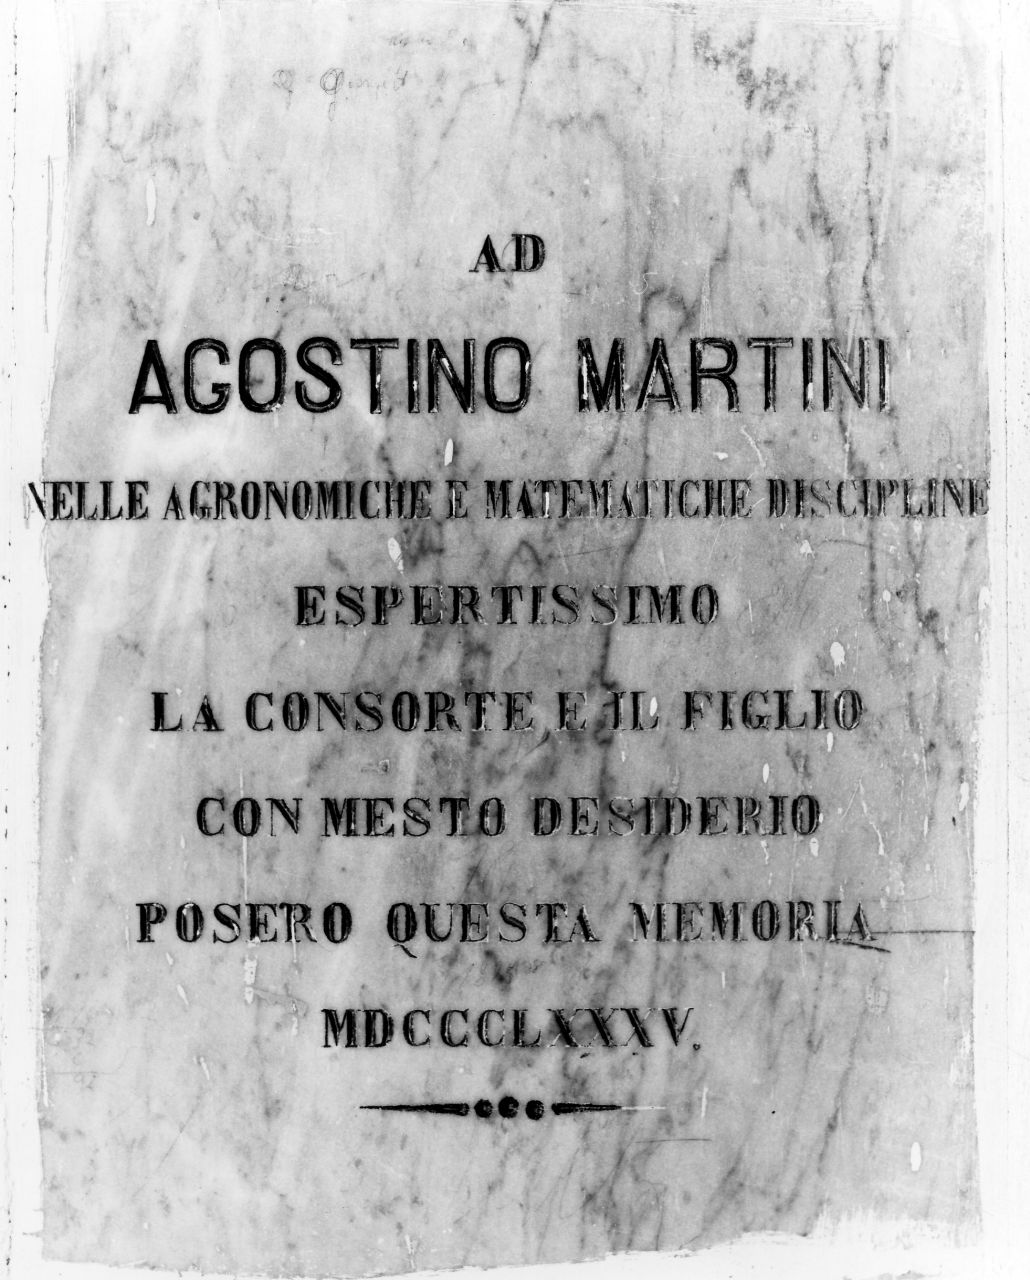 AD
AGOSTINO MARTINI
NELLE AGRONOMICHE E MATEMATICHE DISCIPLINE
ESPERTISSIMO
LA CONSORTE E IL FIGLIO
CON MESTO DESIDERIO
POSERO QUESTA MEMORIA
MDCCCLXXXV.